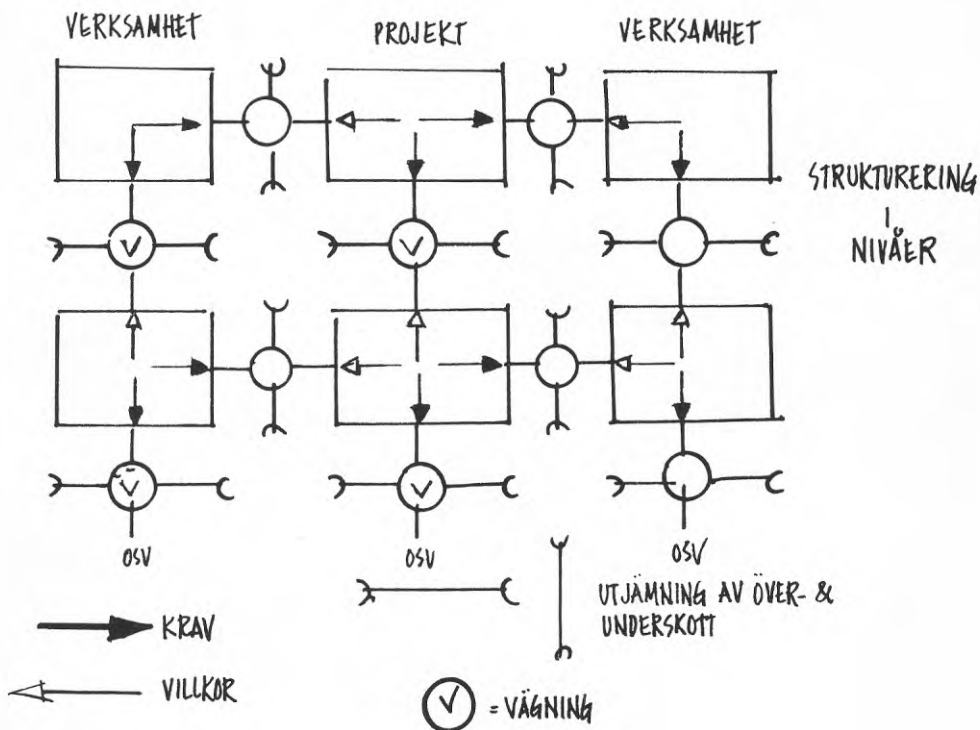 VERKSAMHET
PROJEKT
VERKSAMHET
STRUKTURERING
I
NIVÅER
V
V
V
V
OSV
OSV
OSV
UTJÄMNING AV ÖVER- &
UNDERSKOTT
KRAV
VILLKOR
V = VÄGNING